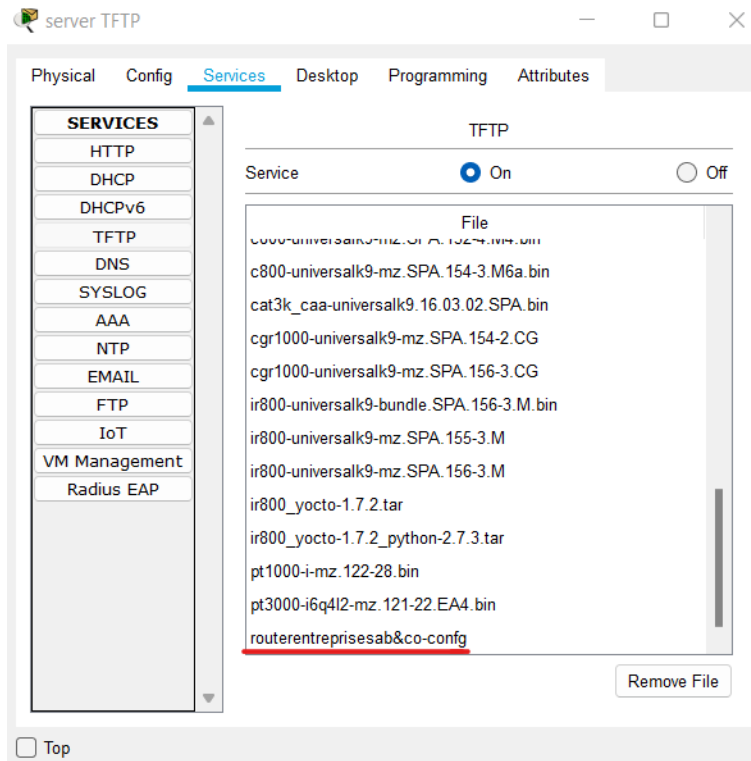 server TFTP
Physical Config Services Desktop Programming Attributes
SERVICES
HTTP
DHCP
DHCPv6
TFTP
DNS
SYSLOG
AAA
NTP
EMAIL
FTP
IoT
VM Management
Radius EAP
TFTP
Service On Off
File
c800-universalk9-mz.SPA.154-3.M6a.bin
cat3k_caa-universalk9.16.03.02.SPA.bin
cgr1000-universalk9-mz.SPA.154-2.CG
cgr1000-universalk9-mz.SPA.156-3.CG
ir800-universalk9-bundle.SPA.156-3.M.bin
ir800-universalk9-mz.SPA.155-3.M
ir800-universalk9-mz.SPA.156-3.M
ir800_yocto-1.7.2.tar
ir800_yocto-1.7.2_python-2.7.3.tar
pt1000-i-mz.122-28.bin
pt3000-i6q4l2-mz.121-22.EA4.bin
routerentreprisesab&co-confg
Remove File
Top